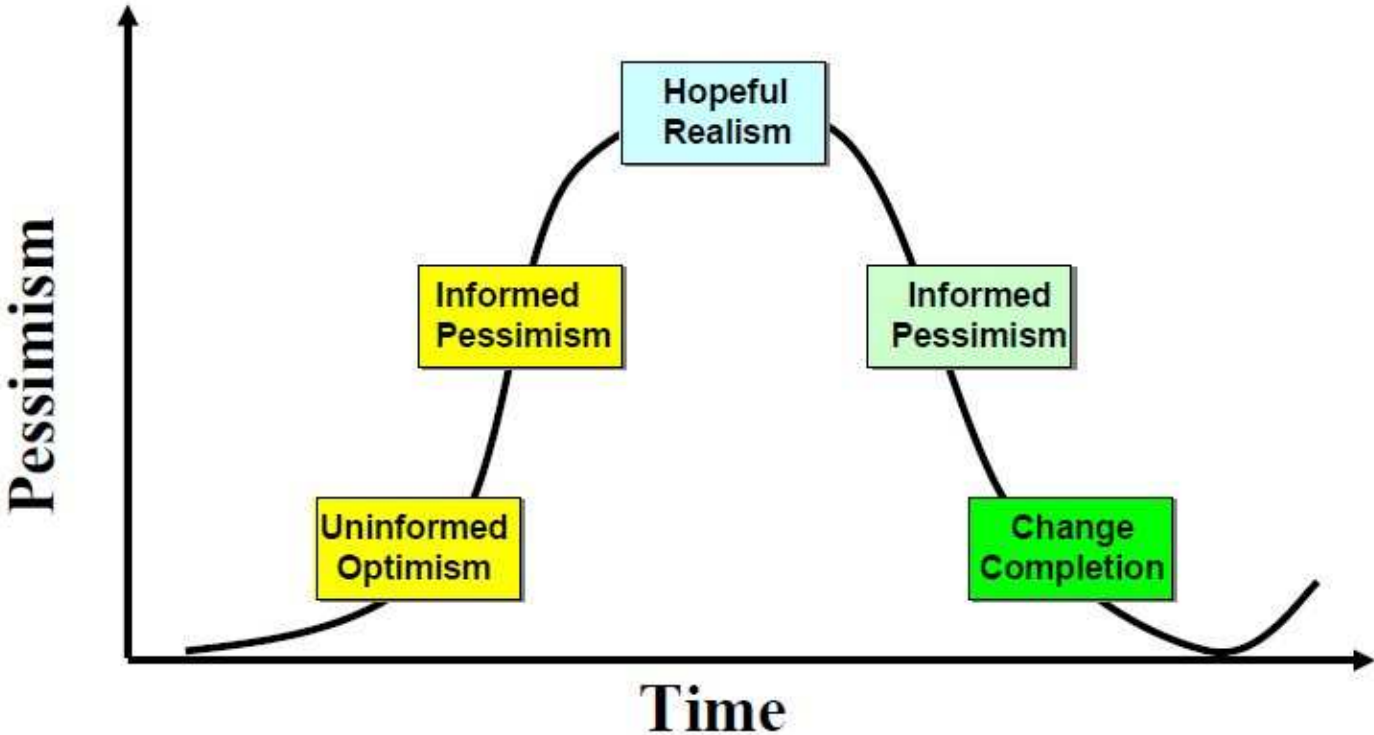 Pessimism
Hopeful
Realism
Informed
Pessimism
Informed
Pessimism
Uninformed
Optimism
Change
Completion
Time